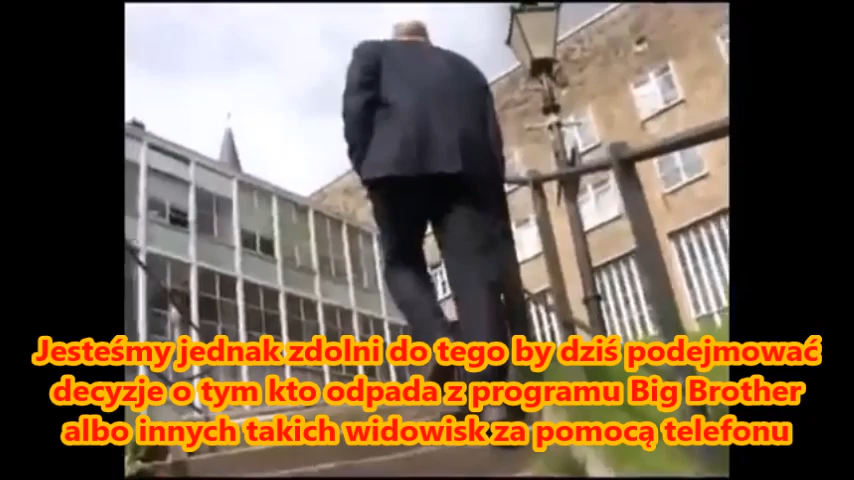 Jesteśmy jednak zdolni do tego by dziś podejmować
decyzje o tym kto odpada z programu Big Brother
albo innych takich widowisk za pomocą telefonu